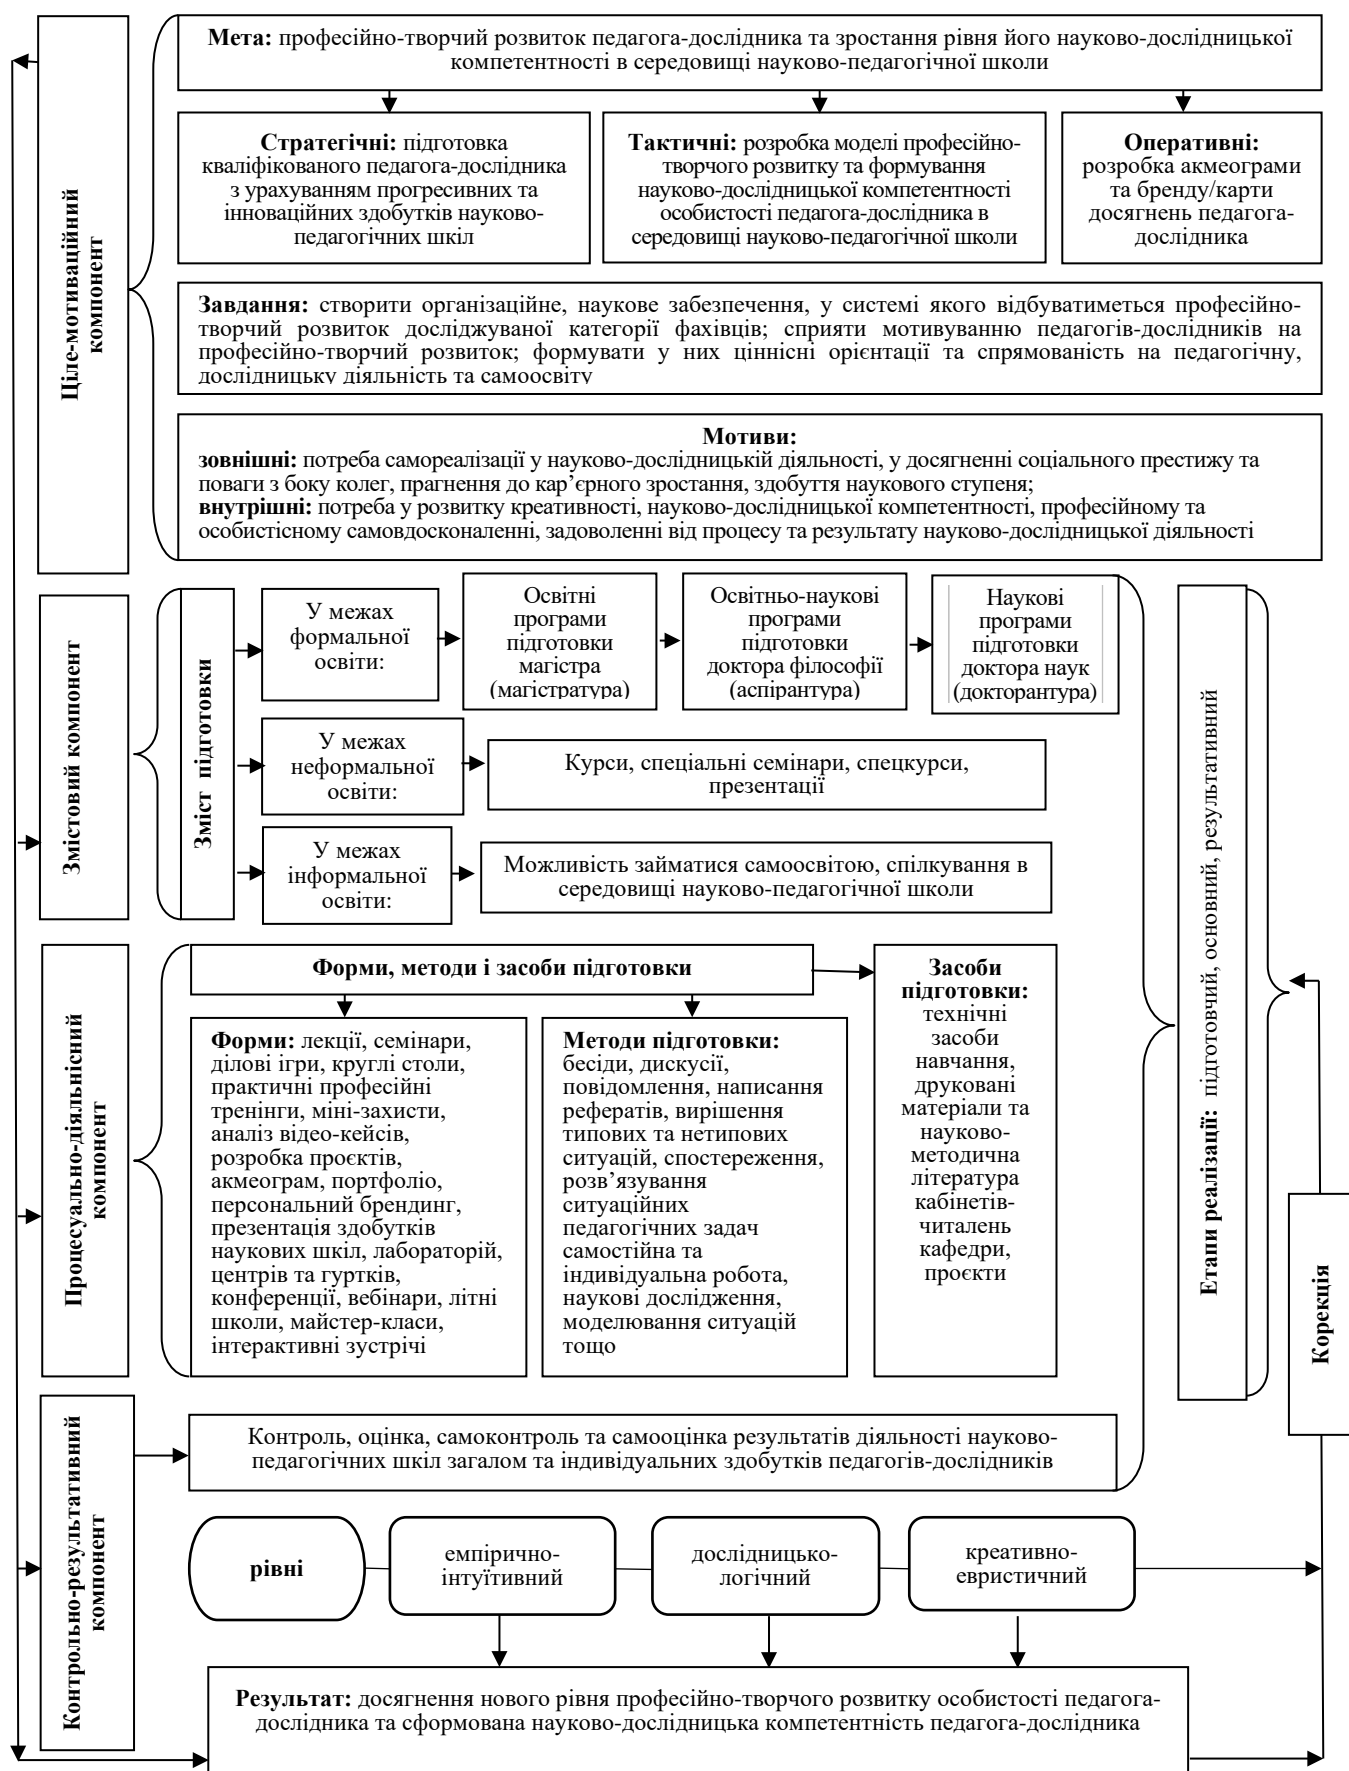 Ціле-мотиваційний
компонент
Мета: професійно-творчий розвиток педагога-дослідника та зростання рівня його науково-дослідницької
компетентності в середовищі науково-педагогічної школи
Стратегічні: підготовка
кваліфікованого педагога-дослідника
з урахуванням прогресивних та
інноваційних здобутків науково-
педагогічних шкіл
Тактичні: розробка моделі професійно-
творчого розвитку та формування
науково-дослідницької компетентності
особистості педагога-дослідника в
середовищі науково-педагогічної школи
Оперативні:
розробка акмеограми
та бренду/карти
досягнень педагога-
дослідника
Завдання: створити організаційне, наукове забезпечення, у системі якого відбуватиметься професійно-
творчий розвиток досліджуваної категорії фахівців; сприяти мотивуванню педагогів-дослідників на
професійно-творчий розвиток; формувати у них ціннісні орієнтації та спрямованість на педагогічну,
дослідницьку діяльність та самоосвіту
Мотиви:
зовнішні: потреба самореалізації у науково-дослідницькій діяльності, у досягненні соціального престижу та
поваги з боку колег, прагнення до кар’єрного зростання, здобуття наукового ступеня;
внутрішні: потреба у розвитку креативності, науково-дослідницької компетентності, професійному та
особистісному самовдосконаленні, задоволенні від процесу та результату науково-дослідницької діяльності
Змістовий компонент
Зміст підготовки
У межах
формальної
освіти:
Освітні
програми
підготовки
магістра
(магістратура)
Освітньо-наукові
програми
підготовки
доктора філософії
(аспірантура)
Наукові
програми
підготовки
доктора наук
(докторантура)
У межах
неформальної
освіти:
Курси, спеціальні семінари, спецкурси,
презентації
У межах
інформальної
освіти:
Можливість займатися самоосвітою, спілкування в
середовищі науково-педагогічної школи
Етапи реалізації: підготовчий, основний, результативний
Процесуально-діяльнісний
компонент
Форми, методи і засоби підготовки
Форми: лекції, семінари,
ділові ігри, круглі столи,
практичні професійні
тренінги, міні-захисти,
аналіз відео-кейсів,
розробка проєктів,
акмеограм, портфоліо,
персональний брендинг,
презентація здобутків
наукових шкіл, лабораторій,
центрів та гуртків,
конференції, вебінари, літні
школи, майстер-класи,
інтерактивні зустрічі
Методи підготовки:
бесіди, дискусії,
повідомлення, написання
рефератів, вирішення
типових та нетипових
ситуацій, спостереження,
розв’язування
ситуаційних
педагогічних задач
самостійна та
індивідуальна робота,
наукові дослідження,
моделювання ситуацій
тощо
Засоби
підготовки:
технічні
засоби
навчання,
друковані
матеріали та
науково-
методична
література
кабінетів-
читалень
кафедри,
проєкти
Корекція
Контрольно-результативний
компонент
Контроль, оцінка, самоконтроль та самооцінка результатів діяльності науково-
педагогічних шкіл загалом та індивідуальних здобутків педагогів-дослідників
рівні
емпірично-
інтуїтивний
дослідницько-
логічний
креативно-
евристичний
Результат: досягнення нового рівня професійно-творчого розвитку особистості педагога-
дослідника та сформована науково-дослідницька компетентність педагога-дослідника